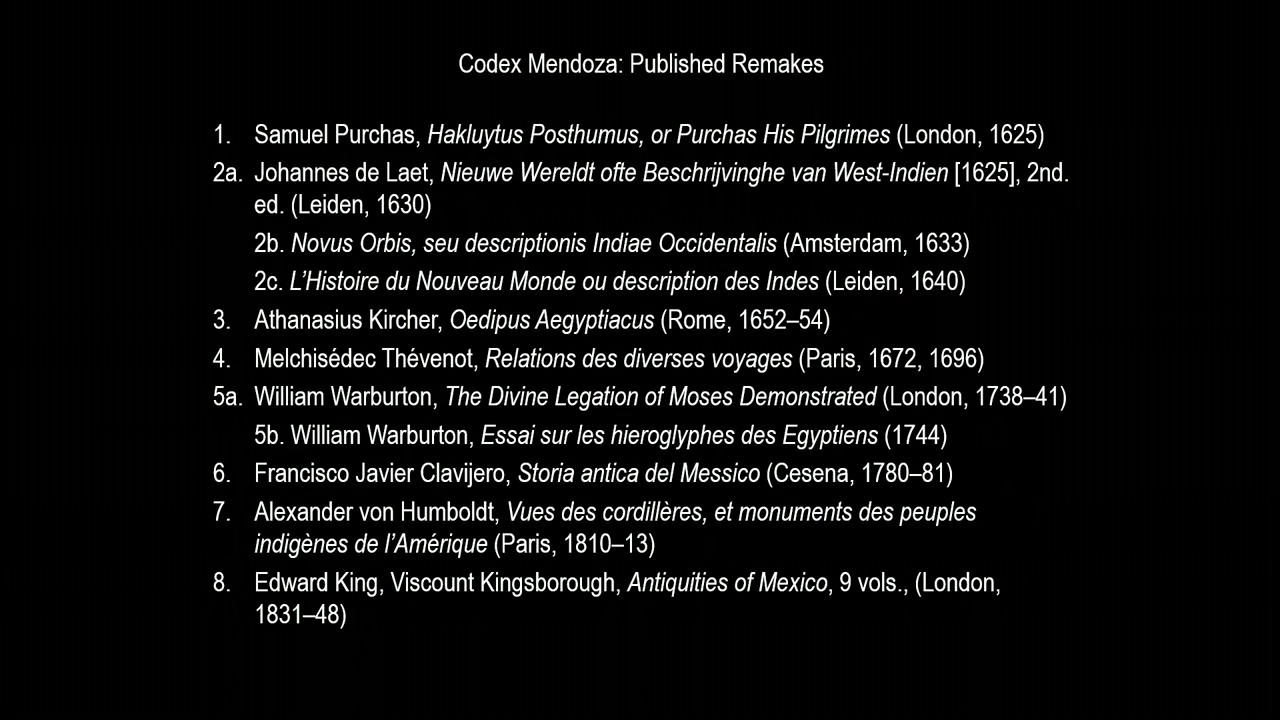 Codex Mendoza: Published Remakes
1. Samuel Purchas, Hakluytus Posthumus, or Purchas His Pilgrimes (London, 1625)
2a. Johannes de Laet, Nieuwe Wereldt ofte Beschrijvinghe van West-Indien [1625], 2nd.
ed. (Leiden, 1630)
2b. Novus Orbis, seu descriptionis Indiae Occidentalis (Amsterdam, 1633)
2c. L’Histoire du Nouveau Monde ou description des Indes (Leiden, 1640)
3. Athanasius Kircher, Oedipus Aegyptiacus (Rome, 1652–54)
4. Melchisédec Thévenot, Relations des diverses voyages (Paris, 1672, 1696)
5a. William Warburton, The Divine Legation of Moses Demonstrated (London, 1738–41)
5b. William Warburton, Essai sur les hieroglyphes des Egyptiens (1744)
6. Francisco Javier Clavijero, Storia antica del Messico (Cesena, 1780–81)
7. Alexander von Humboldt, Vues des cordillères, et monuments des peuples
indigènes de l’Amérique (Paris, 1810–13)
8. Edward King, Viscount Kingsborough, Antiquities of Mexico, 9 vols., (London,
1831–48)